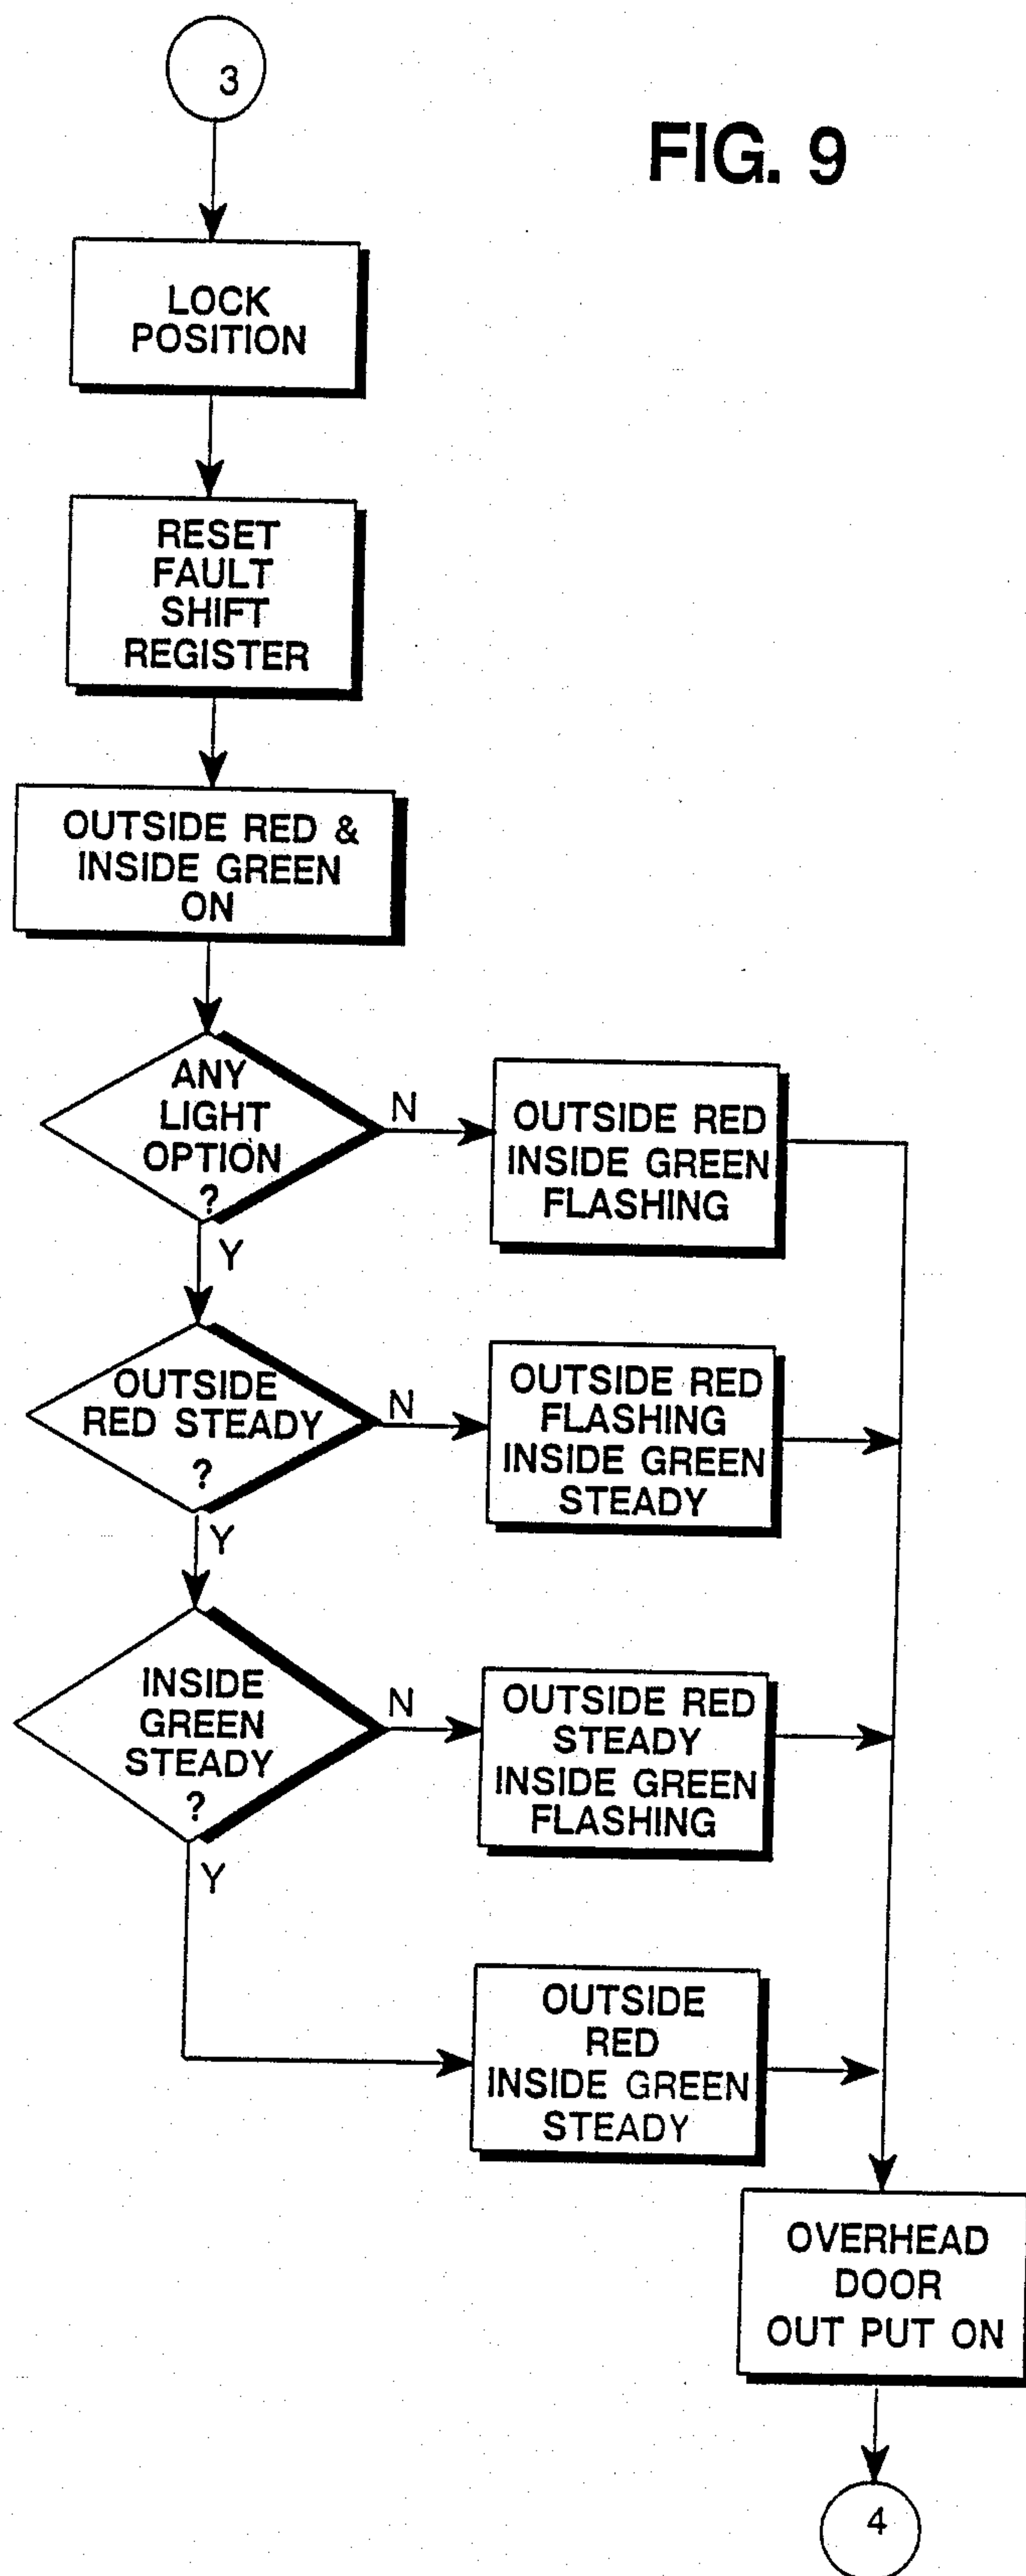 3
FIG. 9
LOCK
POSITION
RESET
FAULT
SHIFT
REGISTER
OUTSIDE RED &
INSIDE GREEN
ON
ANY
LIGHT
OPTION
?
N
OUTSIDE RED
INSIDE GREEN
FLASHING
Y
OUTSIDE
RED STEADY
?
N
OUTSIDE RED
FLASHING
INSIDE GREEN
STEADY
Y
INSIDE
GREEN
STEADY
?
N
OUTSIDE RED
STEADY
INSIDE GREEN
FLASHING
Y
OUTSIDE
RED
INSIDE GREEN
STEADY
OVERHEAD
DOOR
OUT PUT ON
4